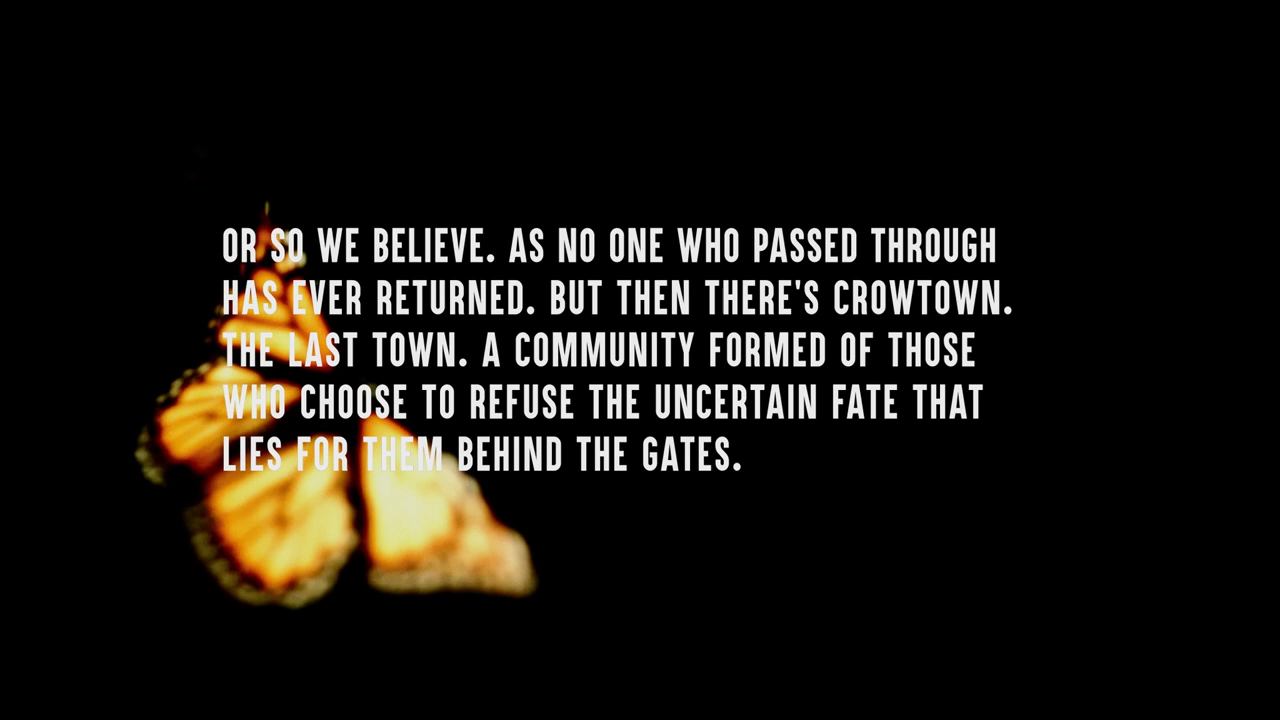 OR SO WE BELIEVE. AS NO ONE WHO PASSED THROUGH
HAS EVER RETURNED. BUT THEN THERE'S CROWTOWN.
THE LAST TOWN. A COMMUNITY FORMED OF THOSE
WHO CHOOSE TO REFUSE THE UNCERTAIN FATE THAT
LIES FOR THEM BEHIND THE GATES.